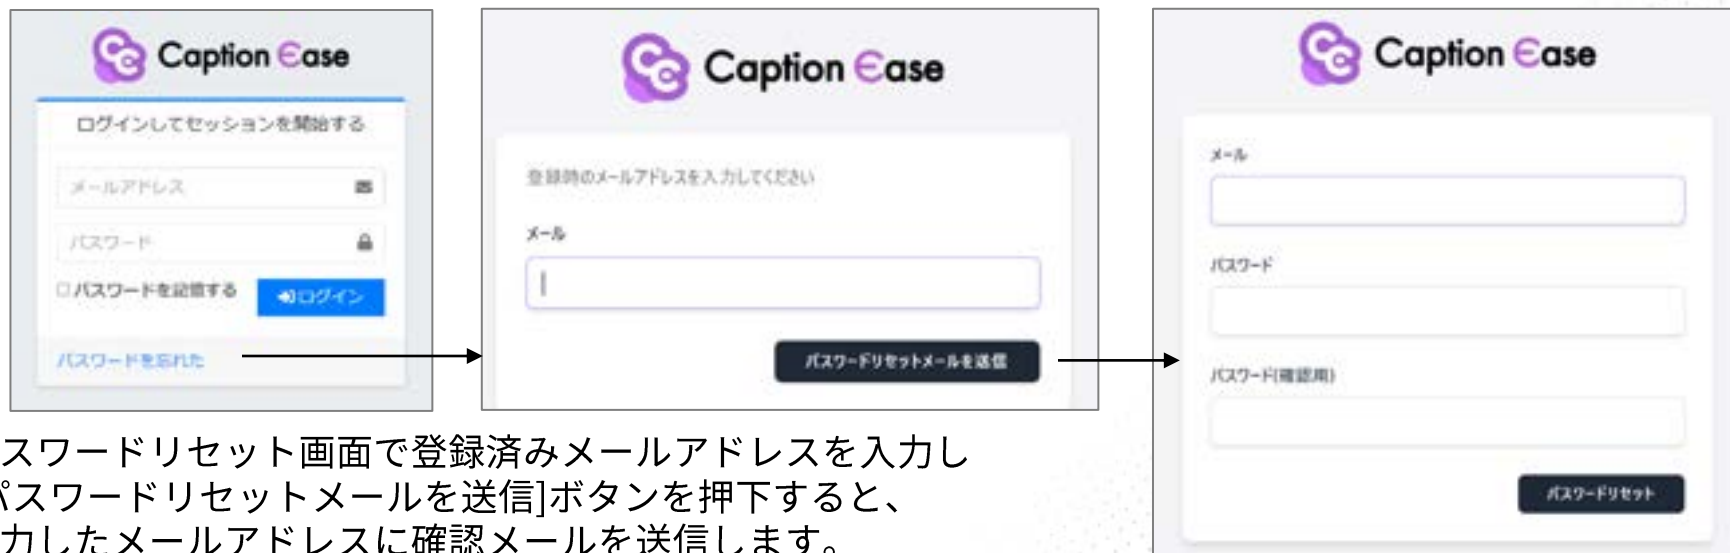 Caption Ease
ログインしてセッションを開始する
メールアドレス
パスワード
パスワードを記憶する
ログイン
パスワードを忘れた
Caption Ease
登録時のメールアドレスを入力してください
メール
パスワードリセットメールを送信
Caption Ease
メール
パスワード
パスワード(確認用)
パスワードリセット
スワードリセット画面で登録済みメールアドレスを入力し
パスワードリセットメールを送信]ボタンを押下すると、
力したメールアドレスに確認メールを送信します。